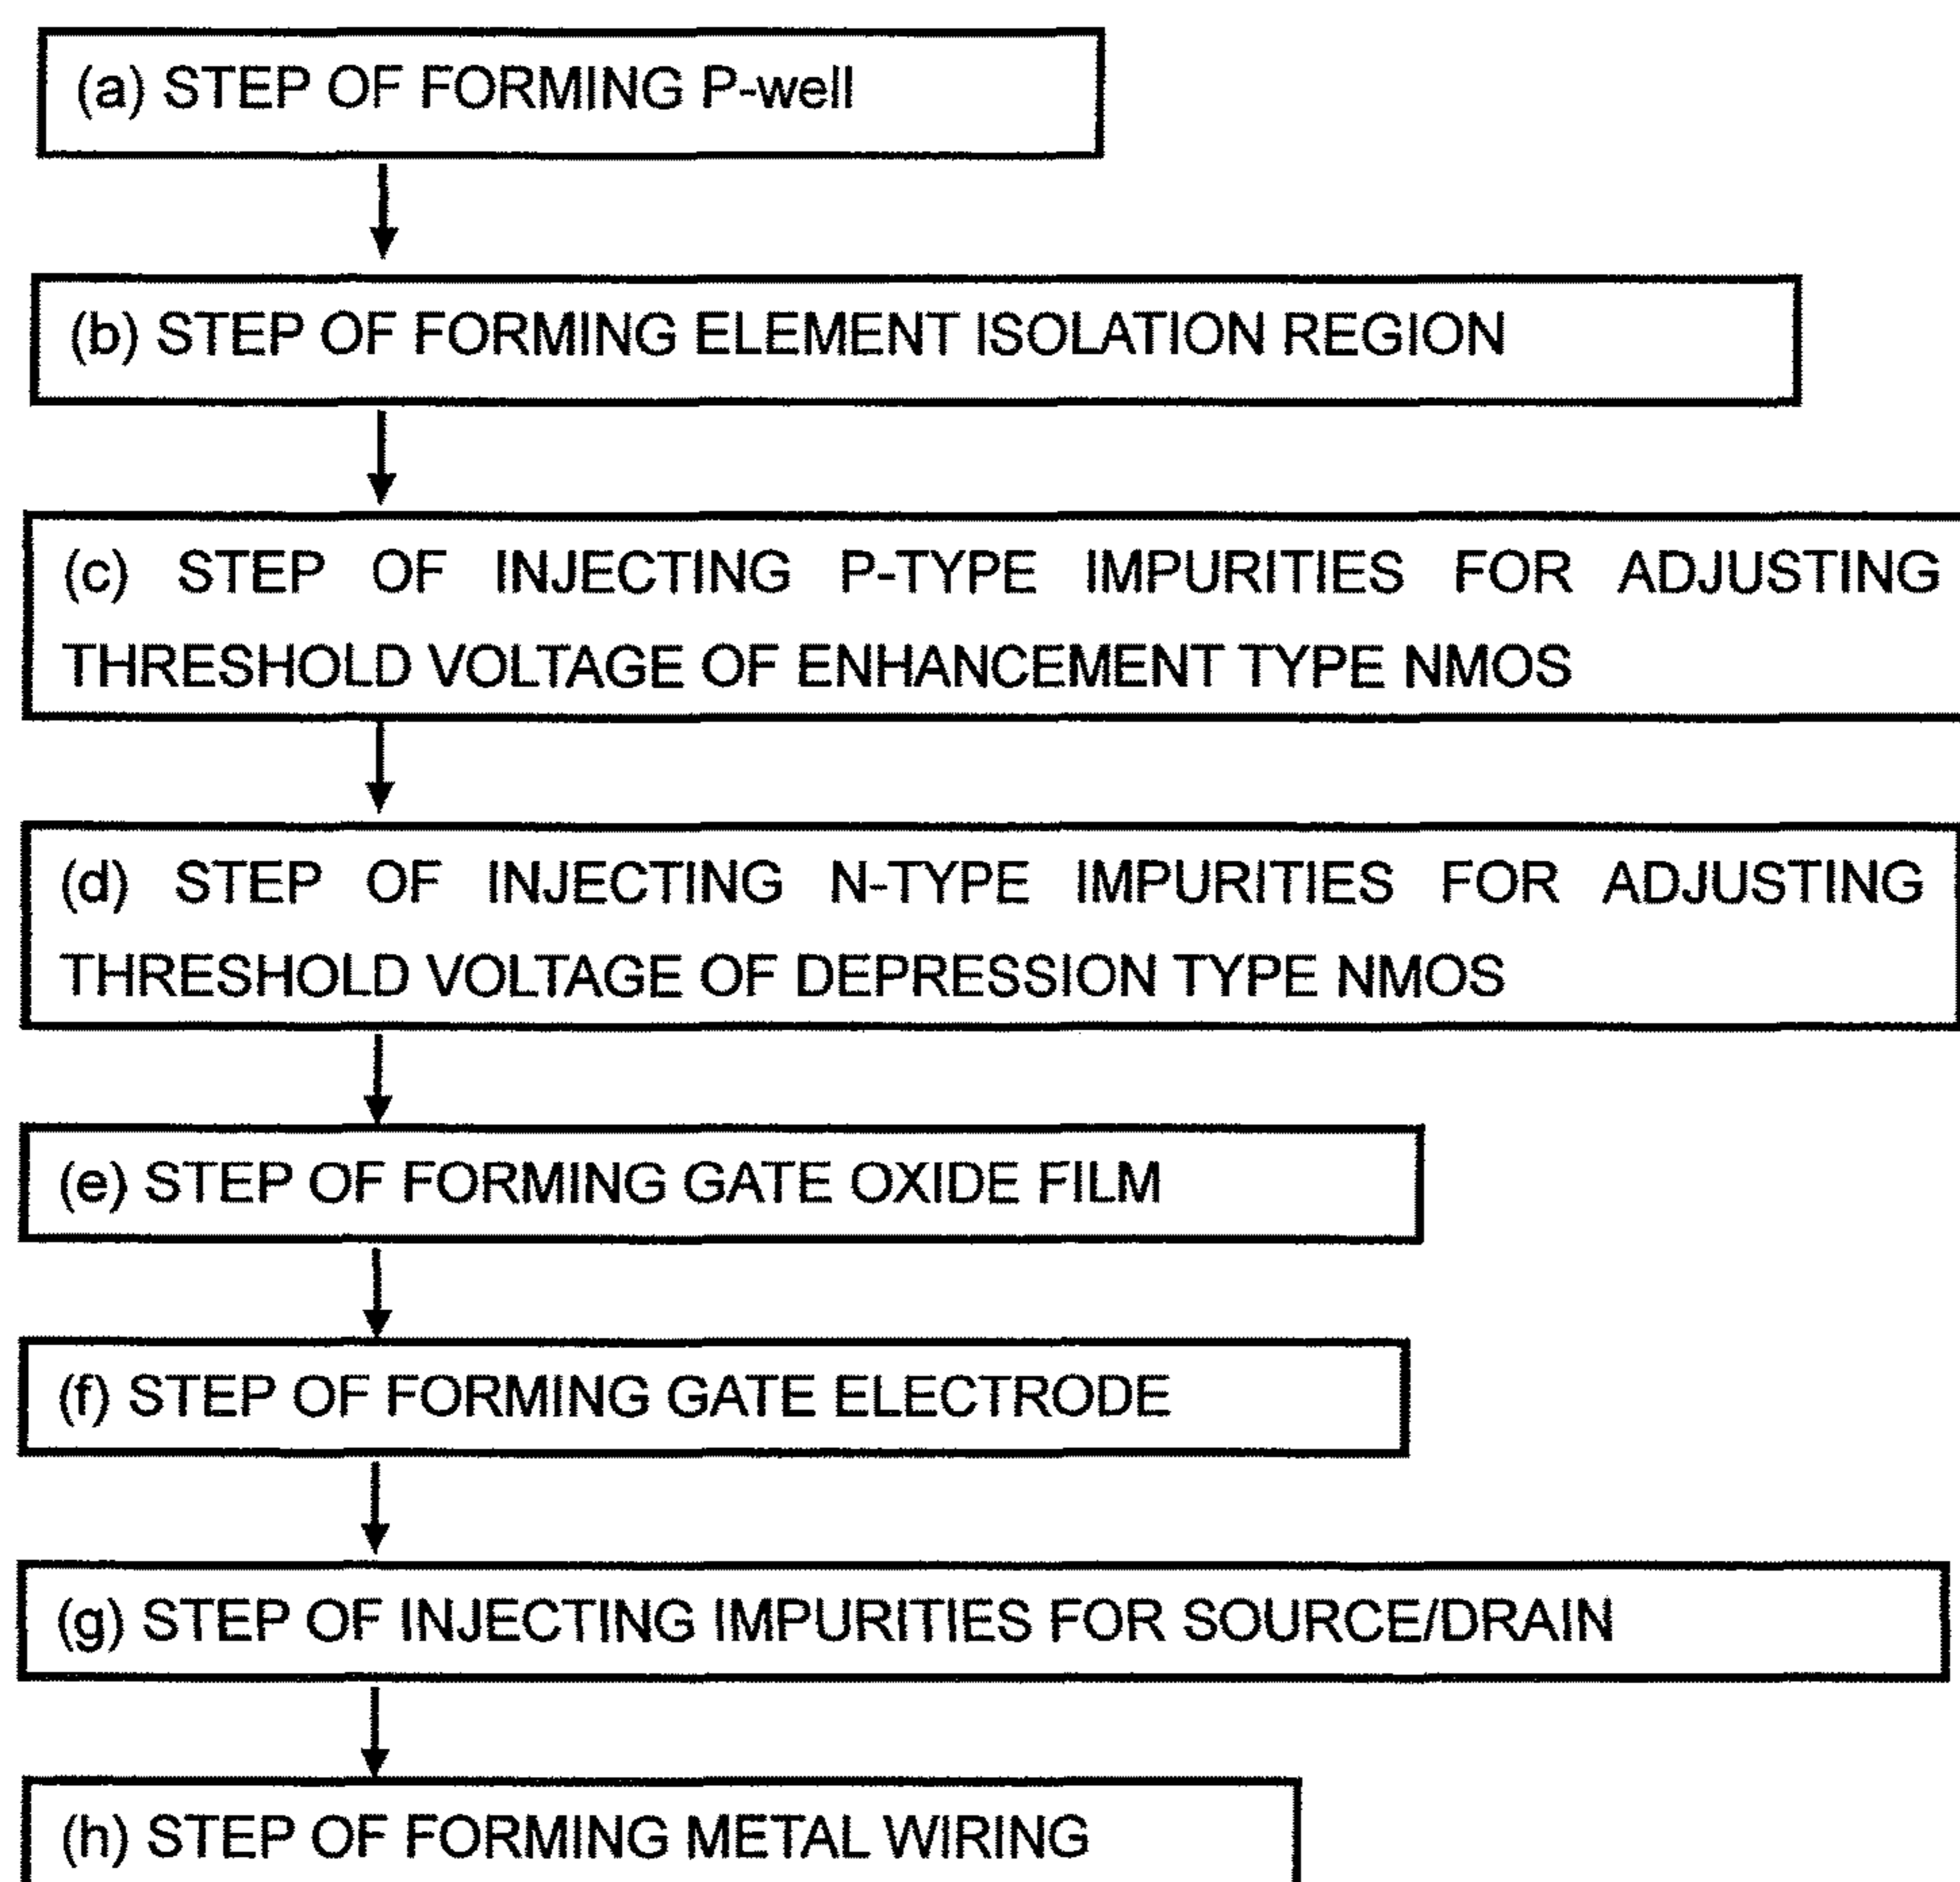 (a) STEP OF FORMING P-well
(b) STEP OF FORMING ELEMENT ISOLATION REGION
(c) STEP OF INJECTING P-TYPE IMPURITIES FOR ADJUSTING
THRESHOLD VOLTAGE OF ENHANCEMENT TYPE NMOS
(d) STEP OF INJECTING N-TYPE IMPURITIES FOR ADJUSTING
THRESHOLD VOLTAGE OF DEPRESSION TYPE NMOS
(e) STEP OF FORMING GATE OXIDE FILM
(f) STEP OF FORMING GATE ELECTRODE
(g) STEP OF INJECTING IMPURITIES FOR SOURCE/DRAIN
(h) STEP OF FORMING METAL WIRING